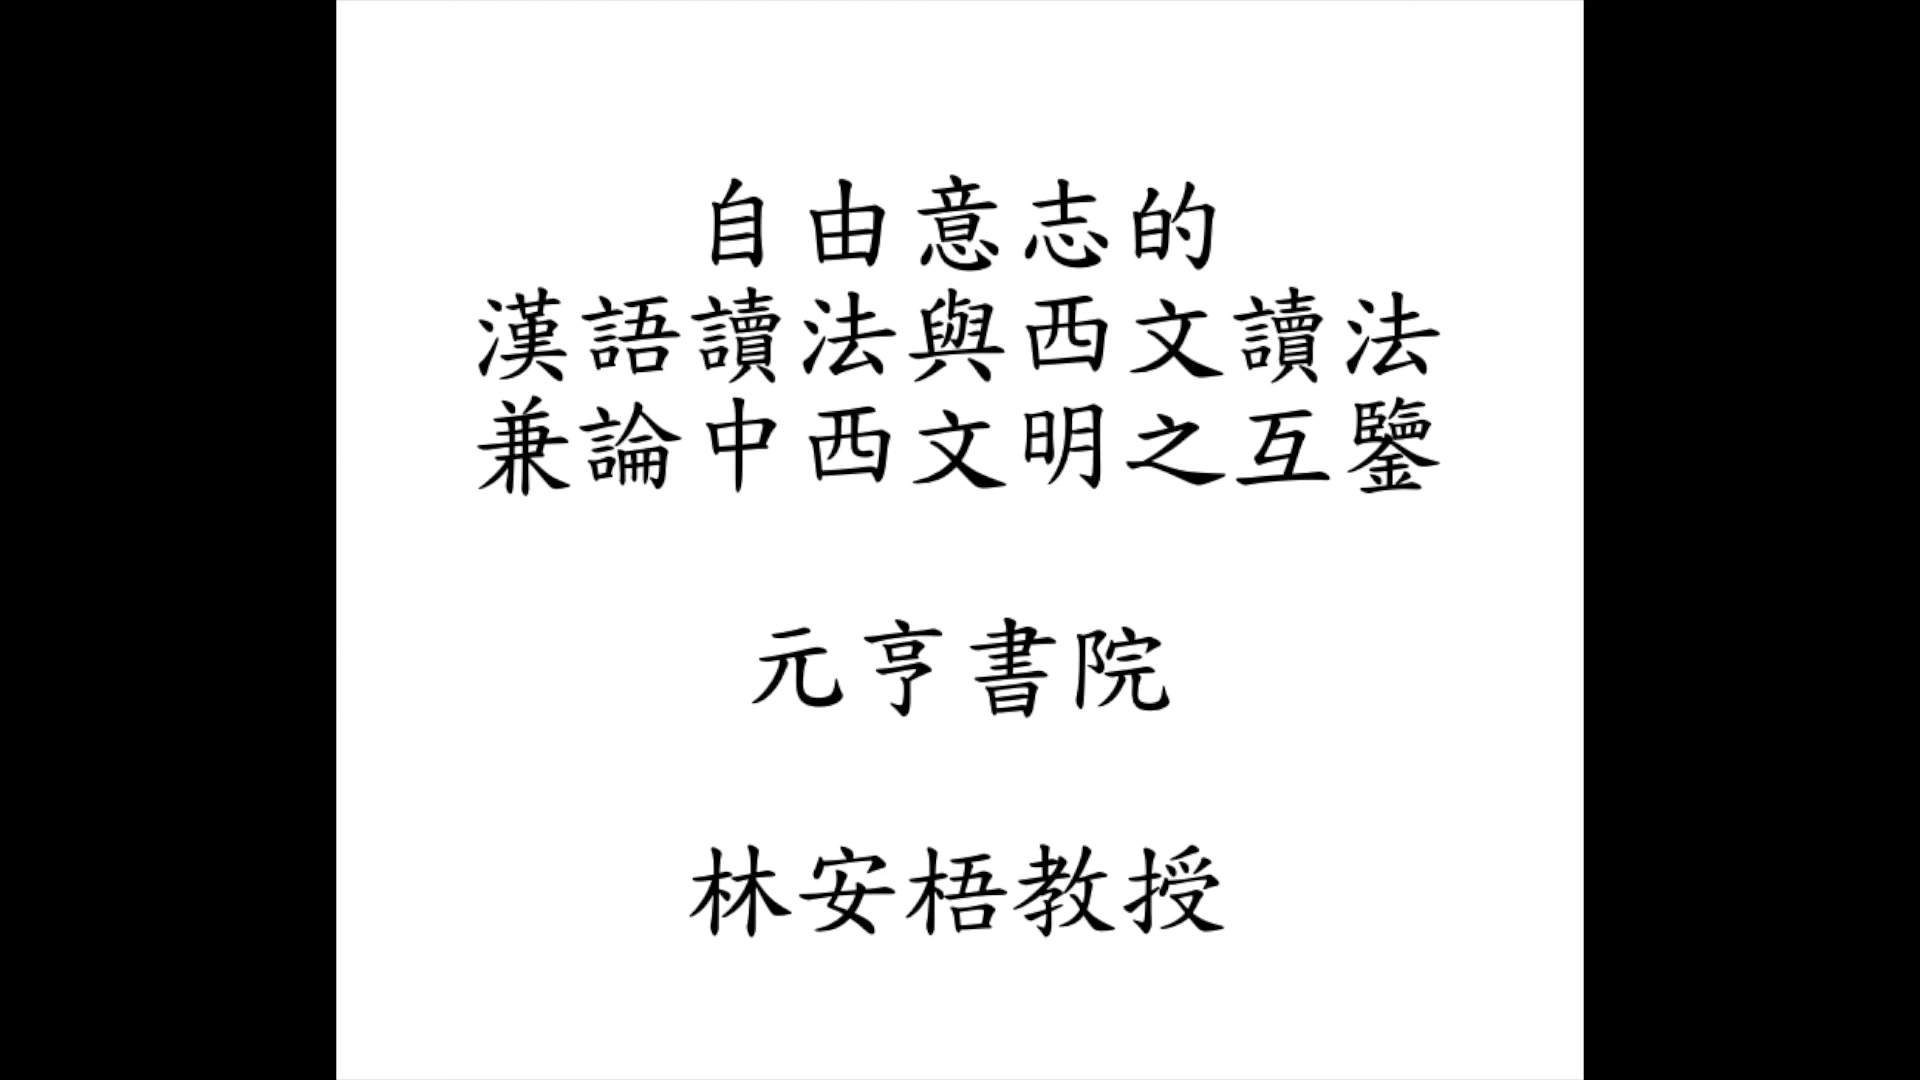 自由意志的
漢語讀法與西文讀法
兼論中西文明之互鑒
元亨書院
林安梧教授